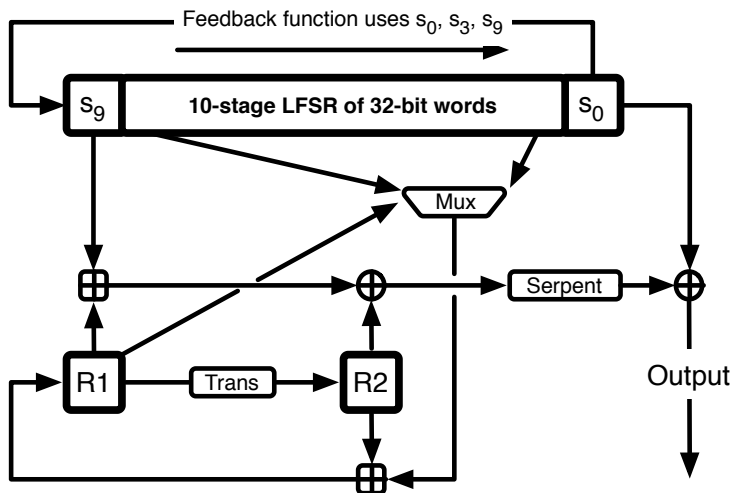 Feedback function uses s₀, s₃, s₉
s₉
10-stage LFSR of 32-bit words
s₀
Mux
Serpent
R1
Trans
R2
Output